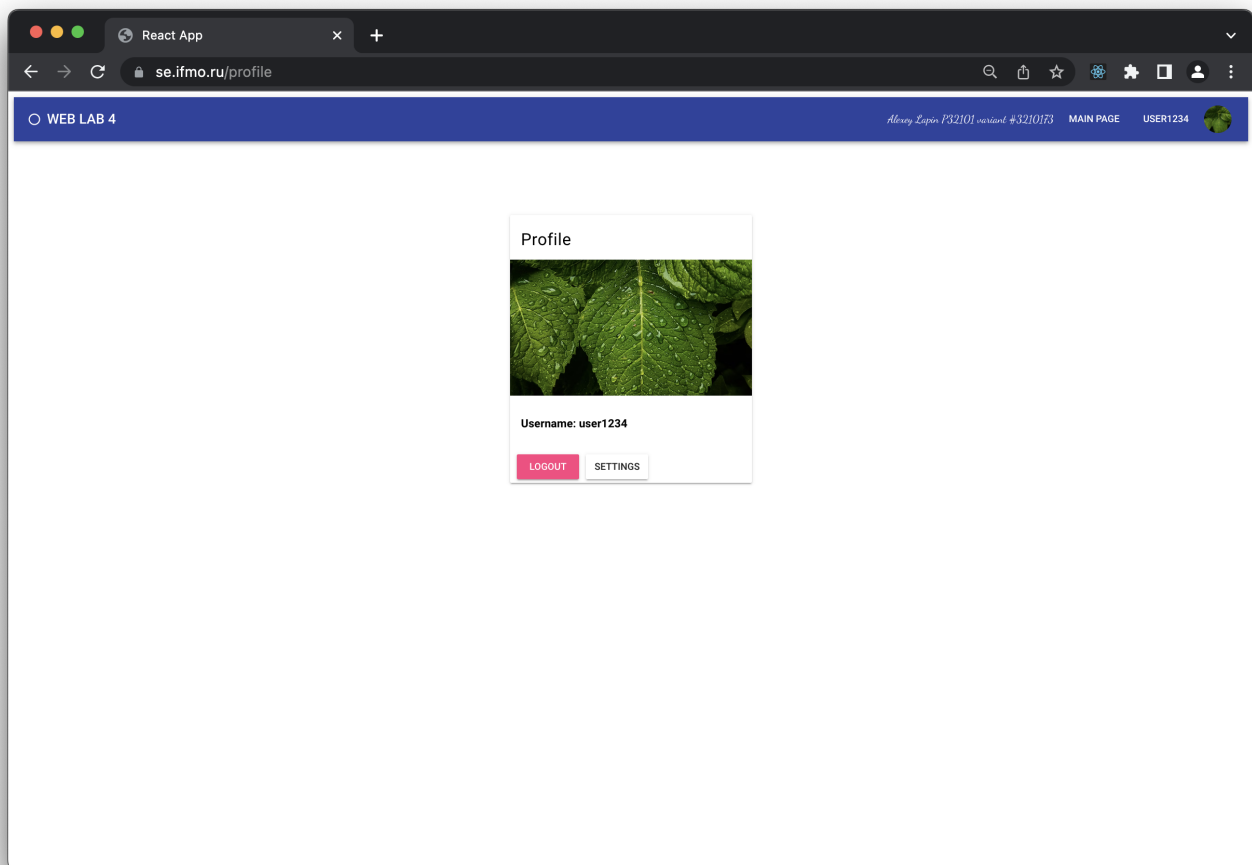 React App
se.ifmo.ru/profile
WEB LAB 4
Alexey Lapin P32101 variant #3210173 MAIN PAGE USER1234
Profile
Username: user1234
LOGOUT SETTINGS